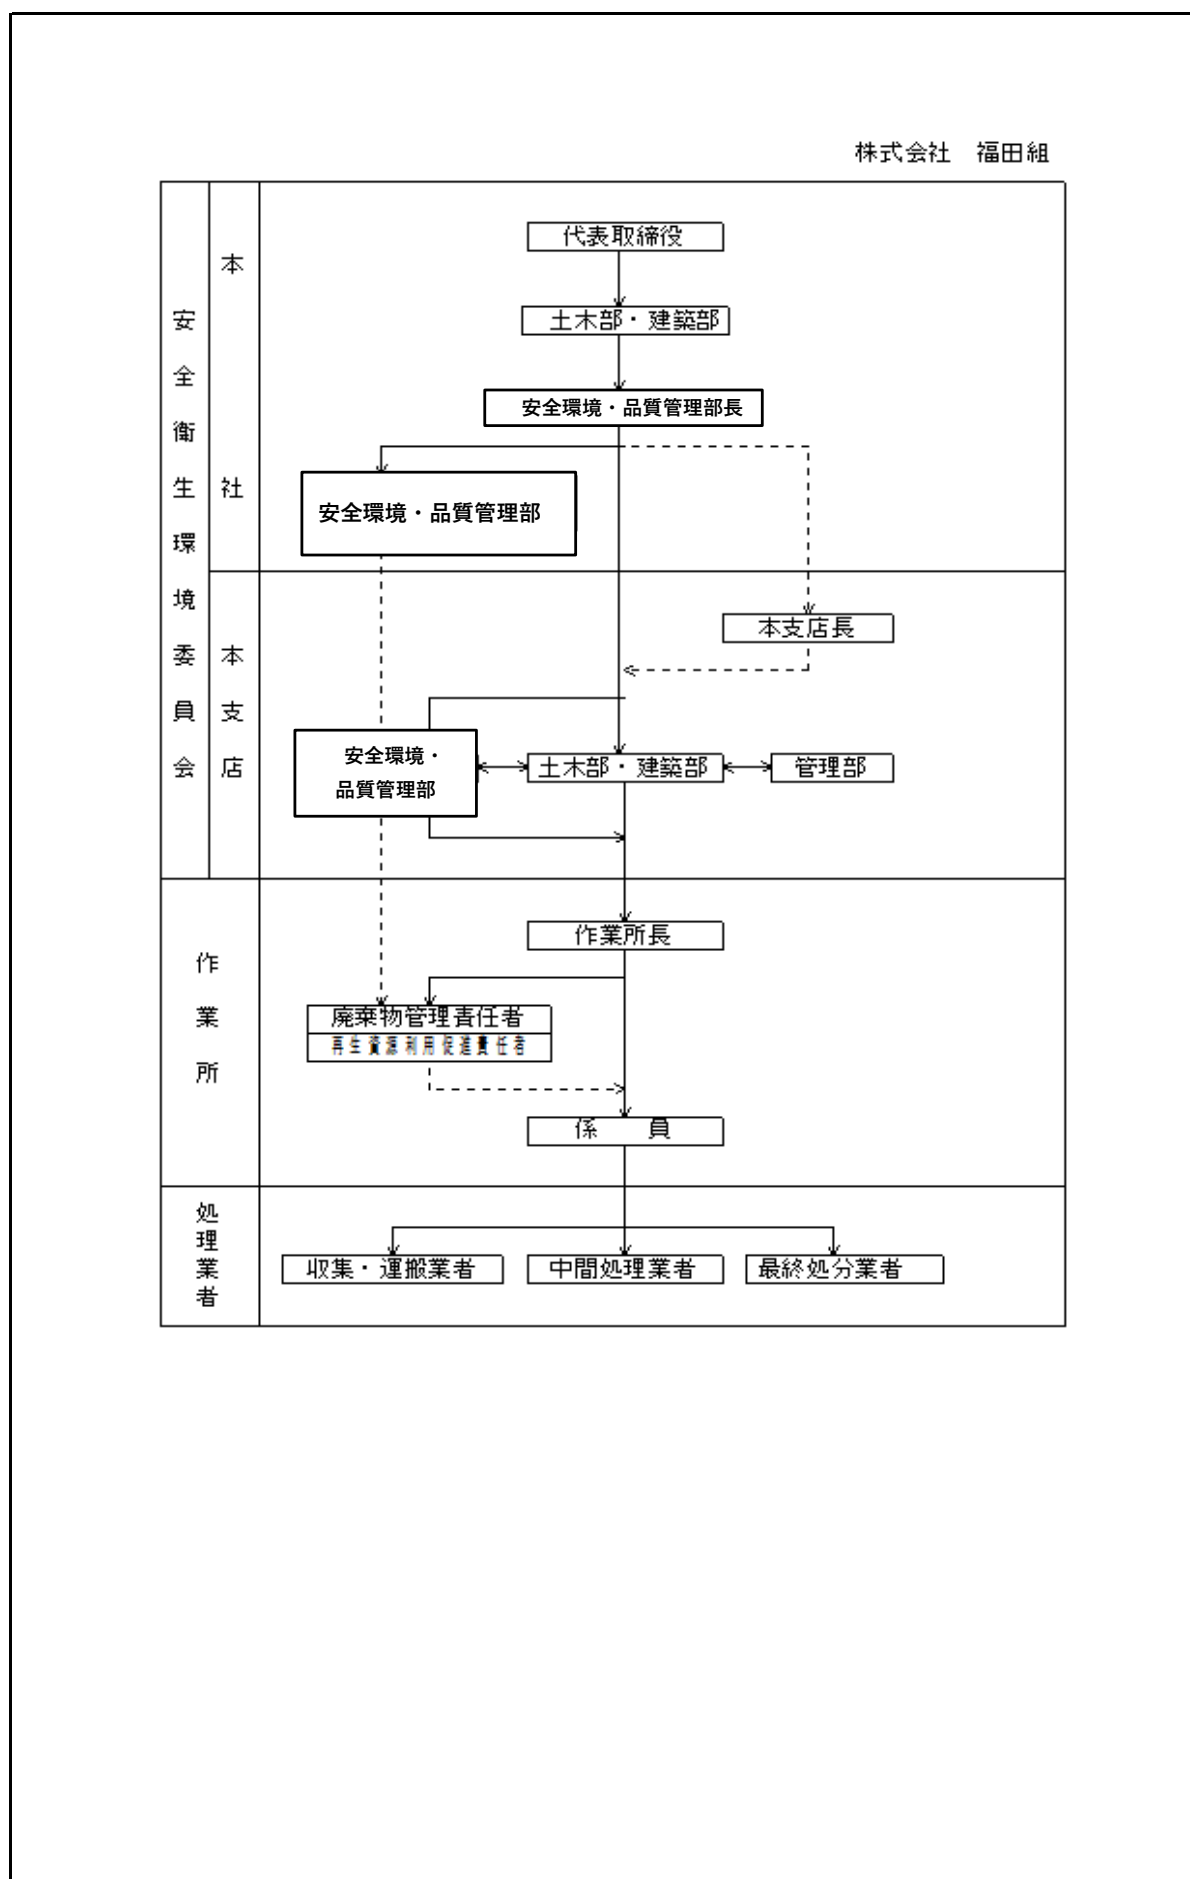 株式会社　福田組
安全衛生環境委員会
本社
代表取締役
土木部・建築部
安全環境・品質管理部長
安全環境・品質管理部
本支店
本支店長
安全環境・
品質管理部
土木部・建築部
管理部
作業所
作業所長
廃棄物管理責任者
再生資源利用促進責任者
係　員
処理業者
収集・運搬業者
中間処理業者
最終処分業者